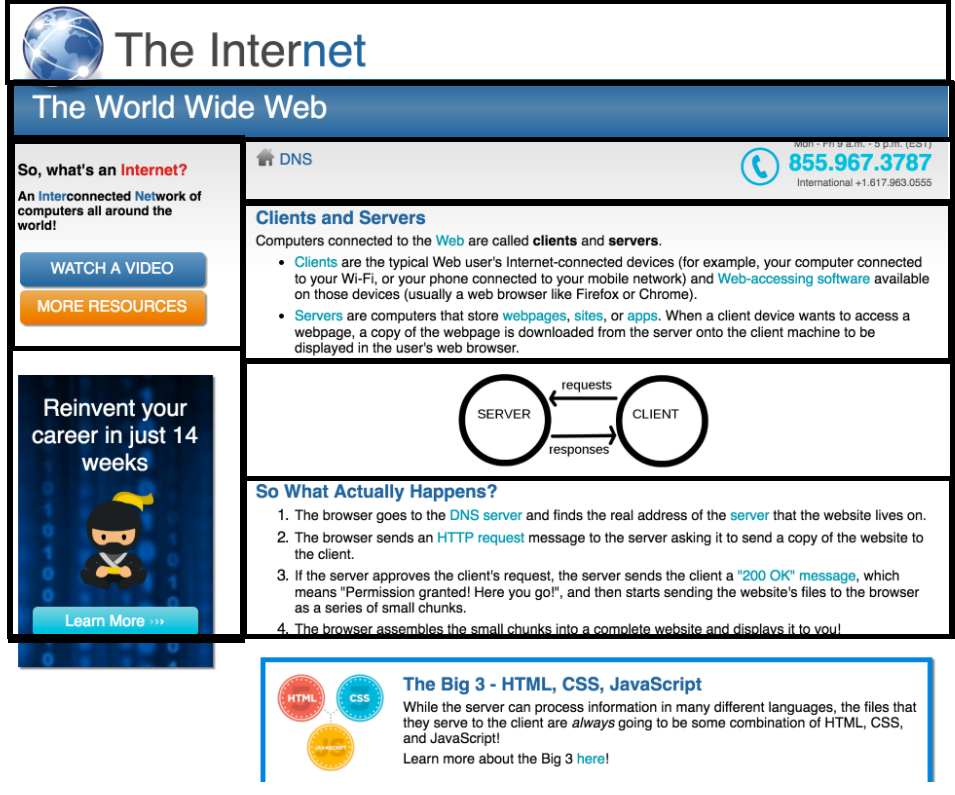 The Internet
The World Wide Web
So, what's an Internet?
An Interconnected Network of
computers all around the
world!
WATCH A VIDEO
MORE RESOURCES
Reinvent your
career in just 14
weeks
Learn More ›››
DNS
Mon - Fri 9 a.m. - 5 p.m. (EST)
855.967.3787
International +1.617.963.0555
Clients and Servers
Computers connected to the Web are called clients and servers.
• Clients are the typical Web user's Internet-connected devices (for example, your computer connected
to your Wi-Fi, or your phone connected to your mobile network) and Web-accessing software available
on those devices (usually a web browser like Firefox or Chrome).
• Servers are computers that store webpages, sites, or apps. When a client device wants to access a
webpage, a copy of the webpage is downloaded from the server onto the client machine to be
displayed in the user's web browser.
requests
SERVER
CLIENT
responses
So What Actually Happens?
1. The browser goes to the DNS server and finds the real address of the server that the website lives on.
2. The browser sends an HTTP request message to the server asking it to send a copy of the website to
the client.
3. If the server approves the client's request, the server sends the client a "200 OK" message, which
means "Permission granted! Here you go!", and then starts sending the website's files to the browser
as a series of small chunks.
4. The browser assembles the small chunks into a complete website and displays it to you!
HTML
CSS
JS
JAVASCRIPT
The Big 3 - HTML, CSS, JavaScript
While the server can process information in many different languages, the files that
they serve to the client are always going to be some combination of HTML, CSS,
and JavaScript!
Learn more about the Big 3 here!